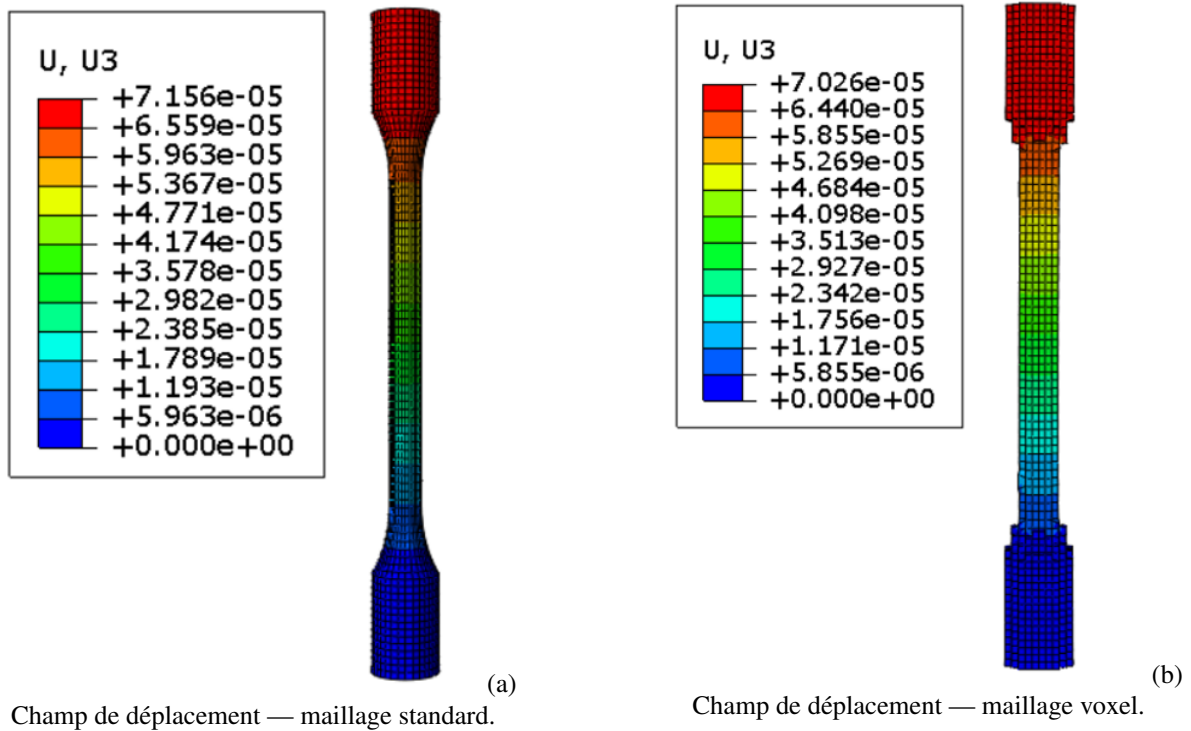 U, U3
+7.156e-05
+6.559e-05
+5.963e-05
+5.367e-05
+4.771e-05
+4.174e-05
+3.578e-05
+2.982e-05
+2.385e-05
+1.789e-05
+1.193e-05
+5.963e-06
+0.000e+00
(a)
Champ de déplacement — maillage standard.
U, U3
+7.026e-05
+6.440e-05
+5.855e-05
+5.269e-05
+4.684e-05
+4.098e-05
+3.513e-05
+2.927e-05
+2.342e-05
+1.756e-05
+1.171e-05
+5.855e-06
+0.000e+00
(b)
Champ de déplacement — maillage voxel.